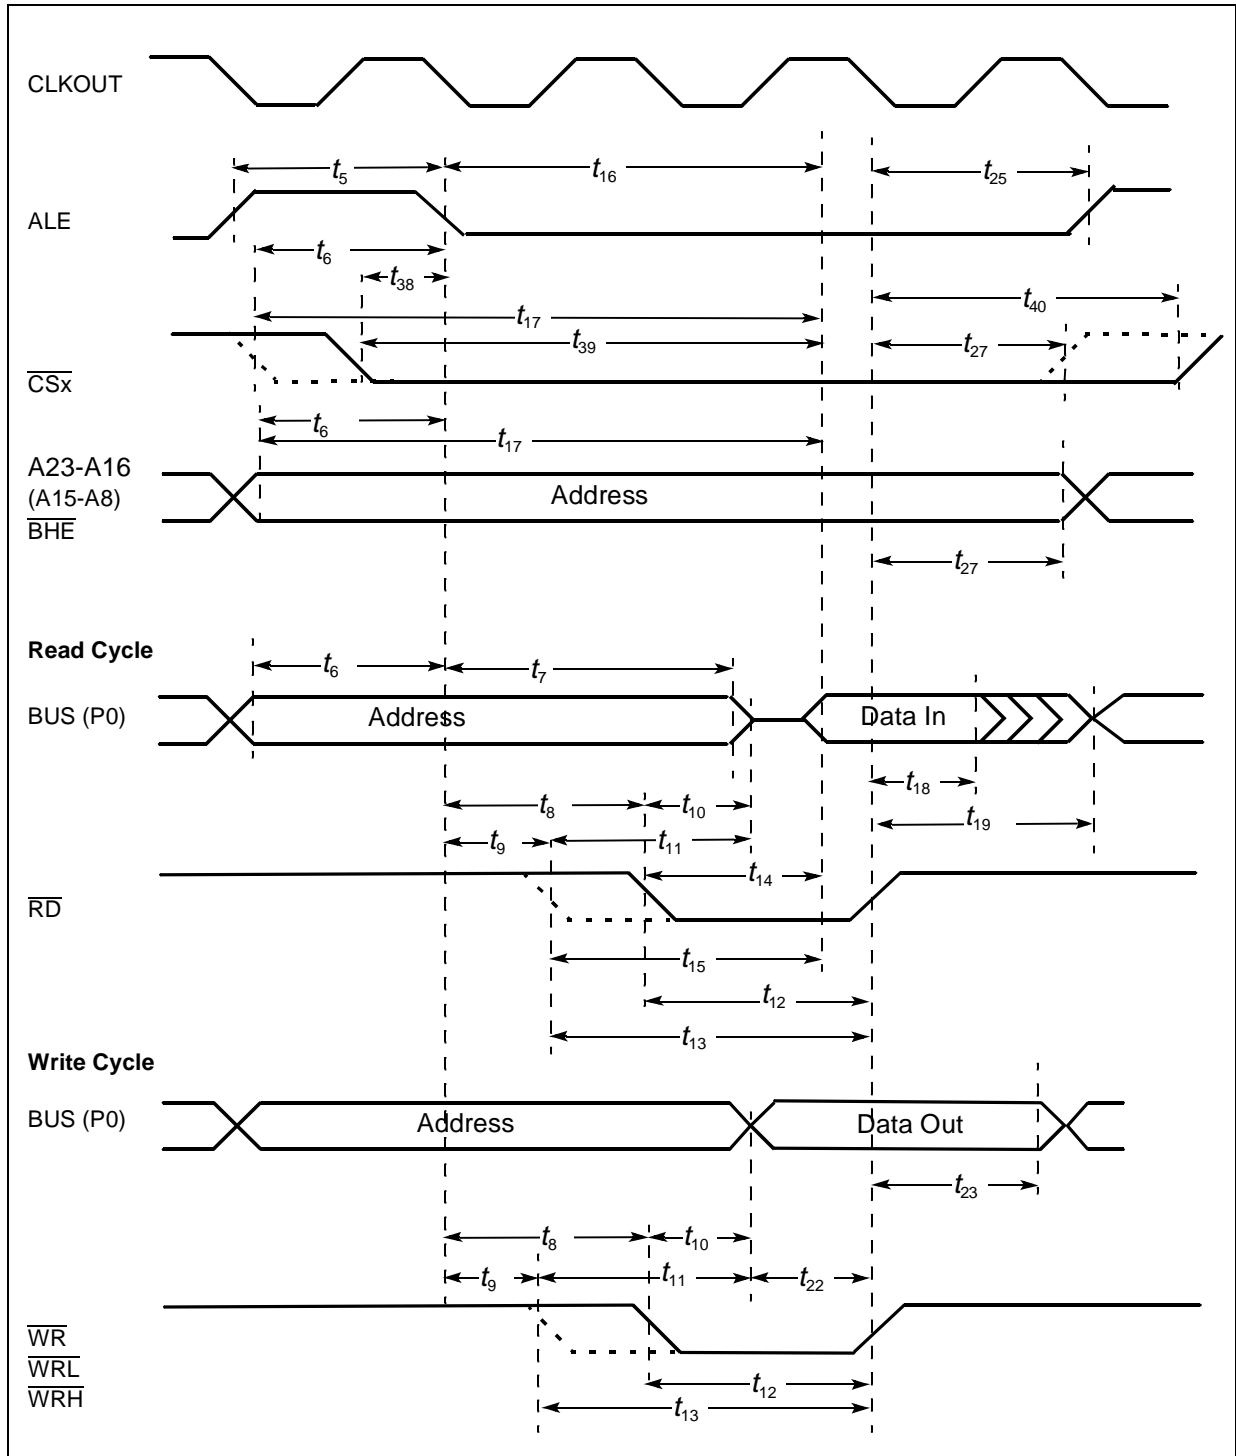 CLKOUT
t5 t16 t25
ALE
t6
t38
t40
t17
t39 t27
CSx
t6
t17
A23-A16
(A15-A8) Address
BHE
t27
Read Cycle
t6 t7
BUS (P0) Address Data In
t18
t8 t10
t19
t9 t11
t14
RD
t15
t12
t13
Write Cycle
BUS (P0) Address Data Out
t23
t8 t10
t9 t11 t22
WR
WRL
t12
WRH
t13